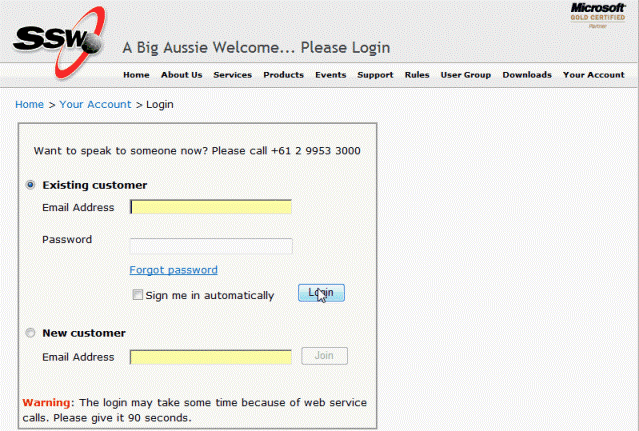 Microsoft
GOLD CERTIFIED
Partner
SSW
A Big Aussie Welcome... Please Login
Home About Us Services Products Events Support Rules User Group Downloads Your Account
Home > Your Account > Login
Want to speak to someone now? Please call +61 2 9953 3000
Existing customer
Email Address
Password
Forgot password
Sign me in automatically Login
New customer
Email Address Join
Warning: The login may take some time because of web service
calls. Please give it 90 seconds.